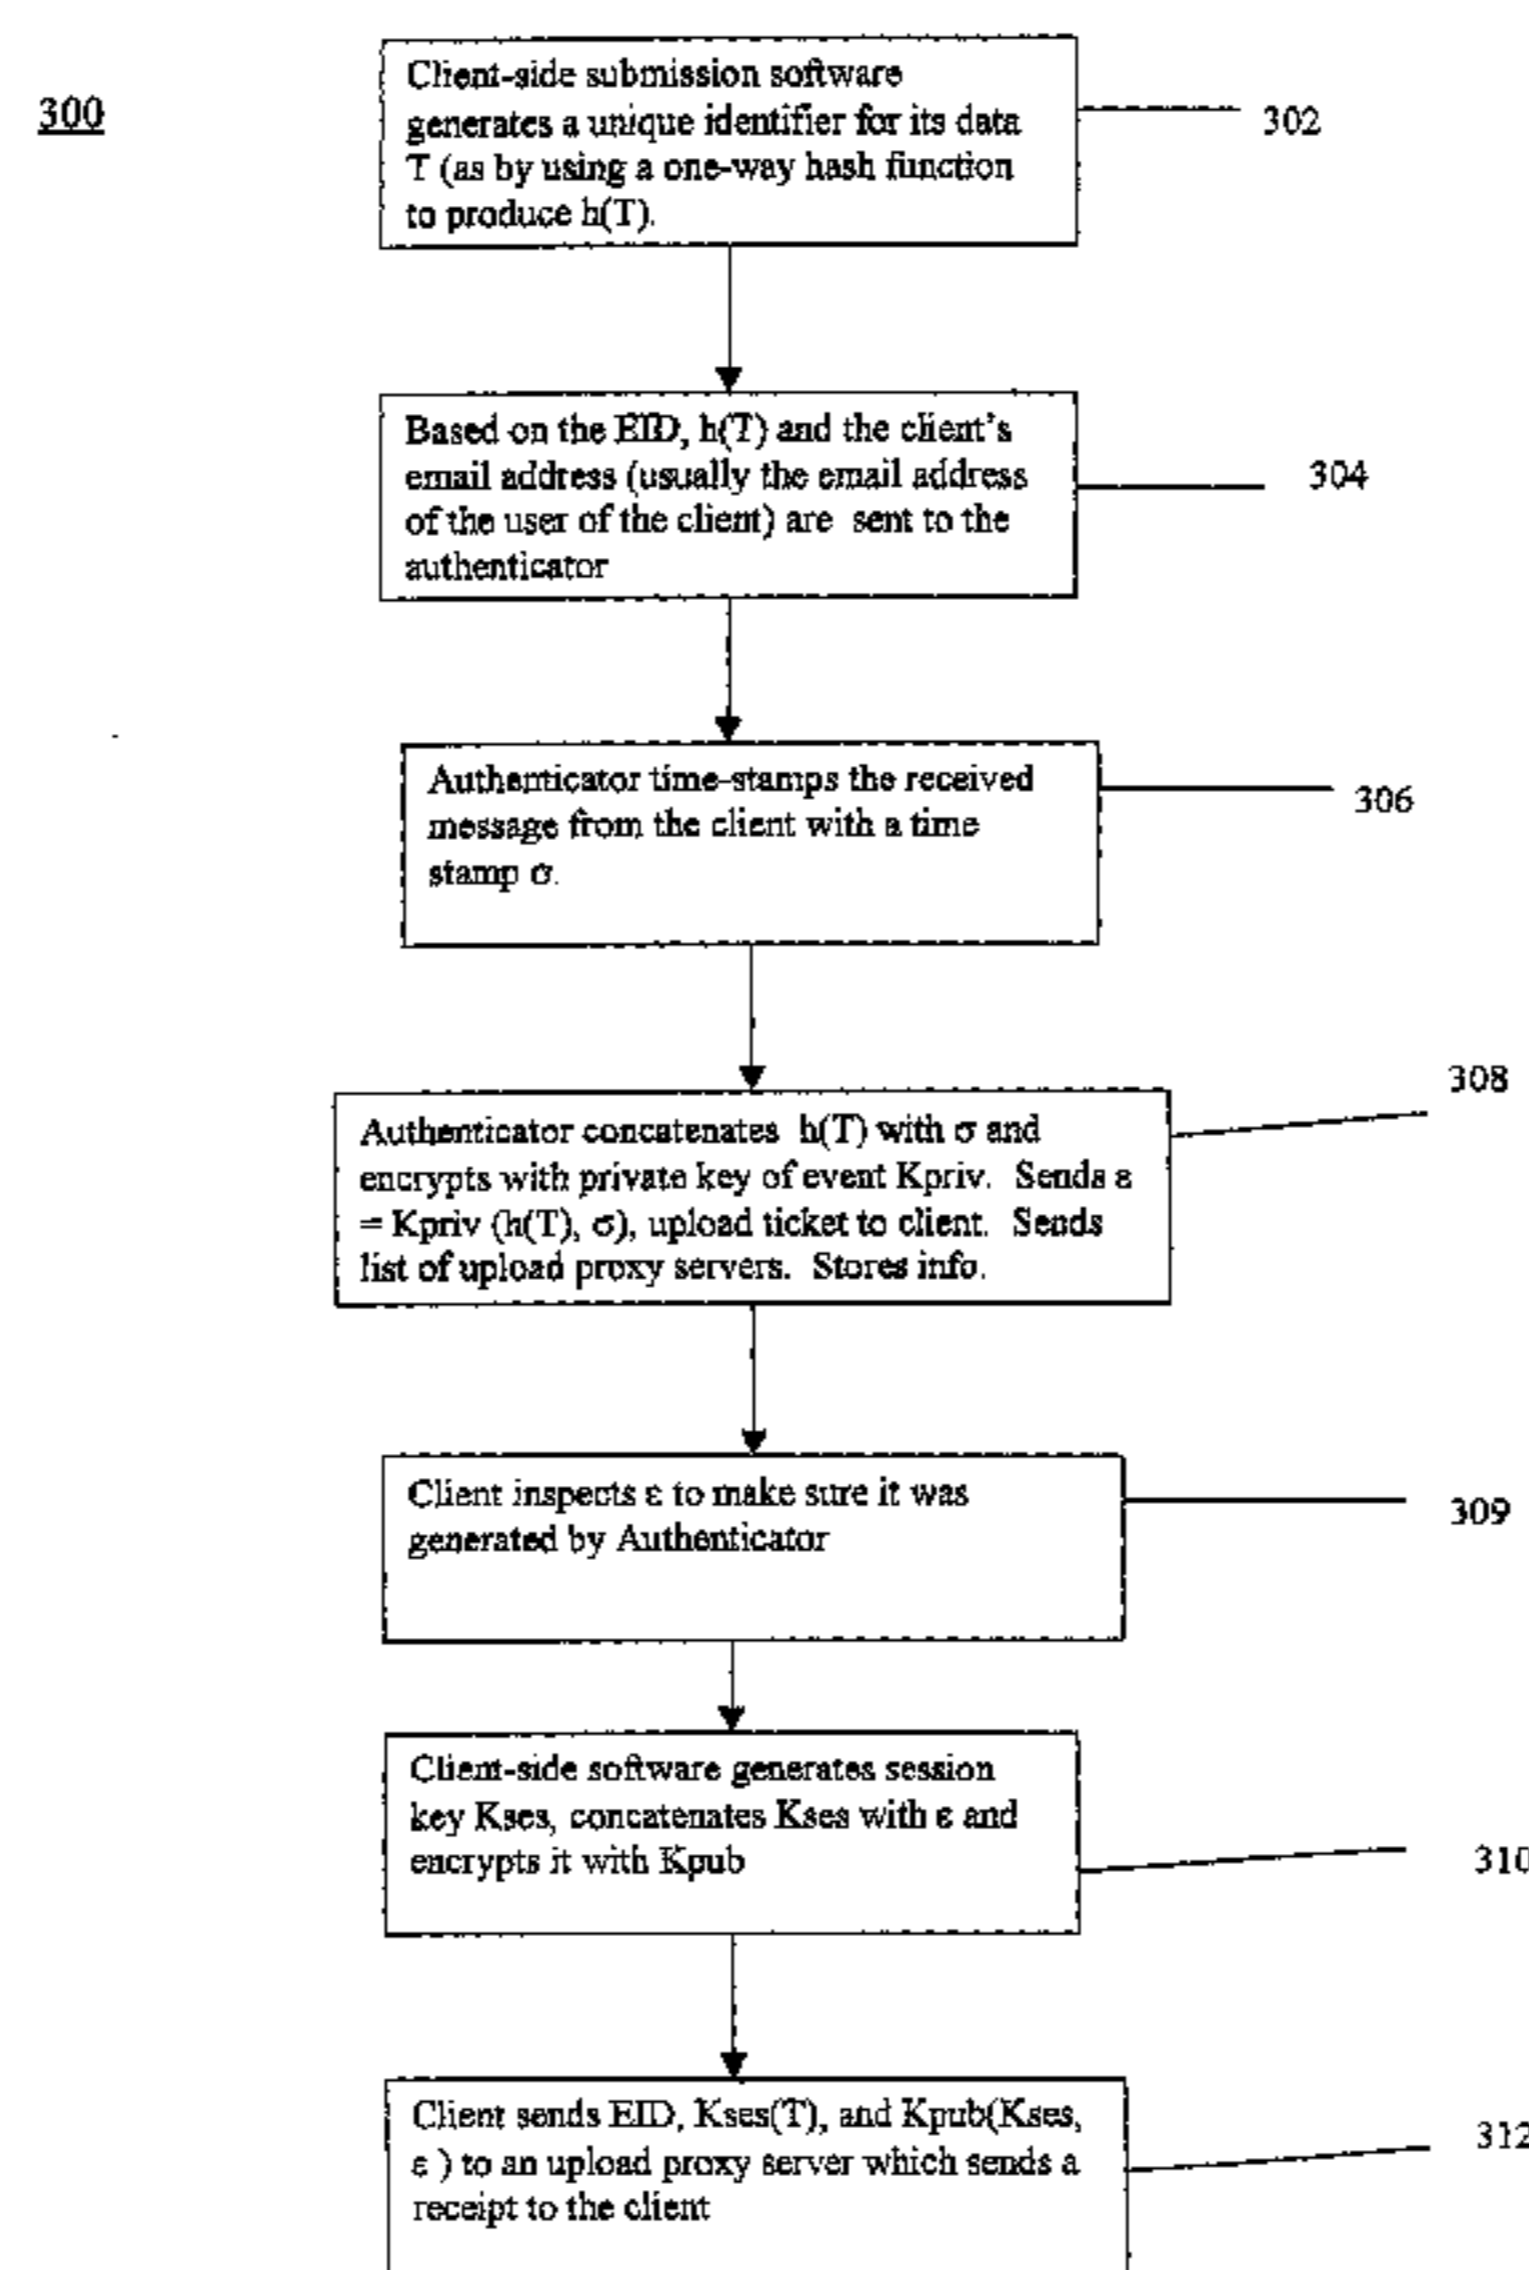 300
Client-side submission software
generates a unique identifier for its data
T (as by using a one-way hash function
to produce h(T).
302
Based on the EID, h(T) and the client's
email address (usually the email address
of the user of the client) are sent to the
authenticator
304
Authenticator time-stamps the received
message from the client with a time
stamp σ.
306
Authenticator concatenates h(T) with σ and
encrypts with private key of event Kpriv. Sends ε
= Kpriv (h(T), σ), upload ticket to client. Sends
list of upload proxy servers. Stores info.
308
Client inspects ε to make sure it was
generated by Authenticator
309
Client-side software generates session
key Kses, concatenates Kses with ε and
encrypts it with Kpub
310
Client sends EID, Kses(T), and Kpub(Kses,
ε ) to an upload proxy server which sends a
receipt to the client
312